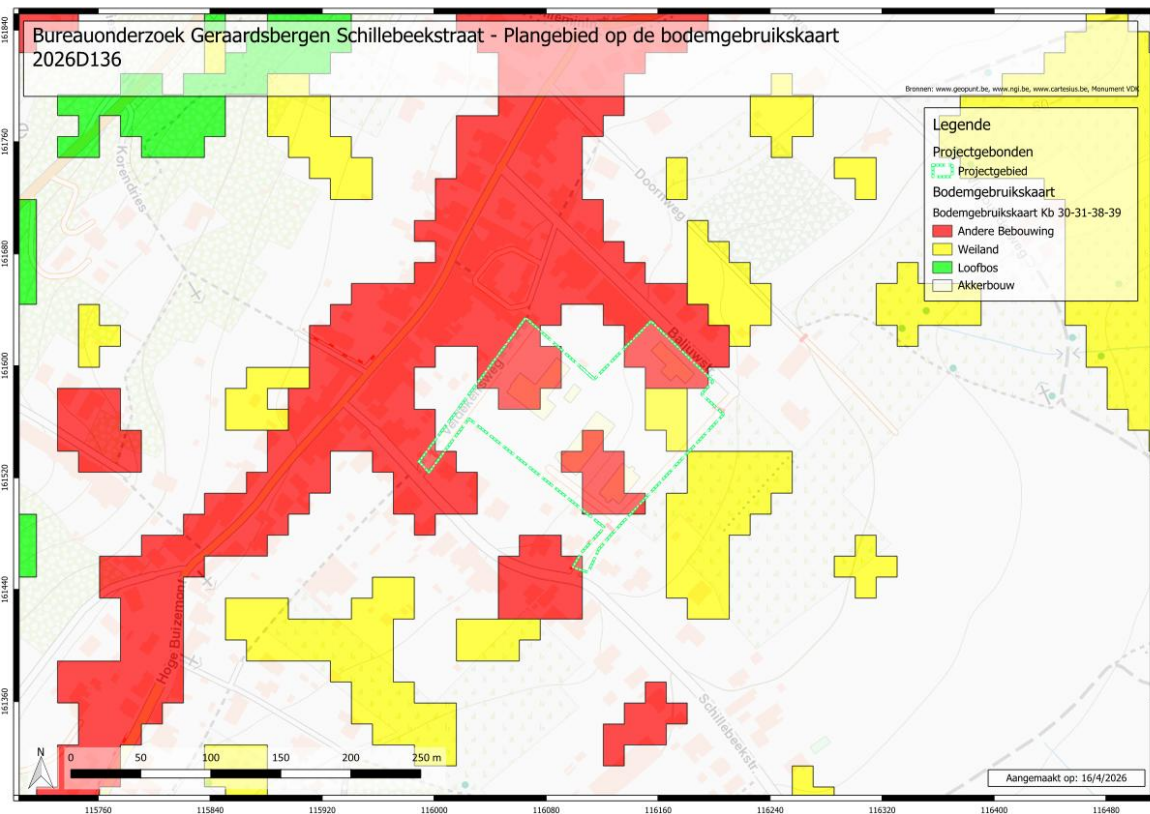 Bureauonderzoek Geraardsbergen Schillebeekstraat - Plangebied op de bodemgebruikskaart
2026D136
Bronnen: www.geopunt.be, www.ngi.be, www.cartesius.be, Monument VDK
Legende
Projectgebonden
Projectgebied
Bodemgebruikskaart
Bodemgebruikskaart Kb 30-31-38-39
Andere Bebouwing
Weiland
Loofbos
Akkerbouw
Korendries
Doornweg
Baljuwstr.
Hoge Buizemont
Schillebeekstr.
50
N
0 50 100 150 200 250 m
Aangemaakt op: 16/4/2026
161840
161760
161680
161600
161520
161440
161360
115760 115840 115920 116000 116080 116160 116240 116320 116400 116480